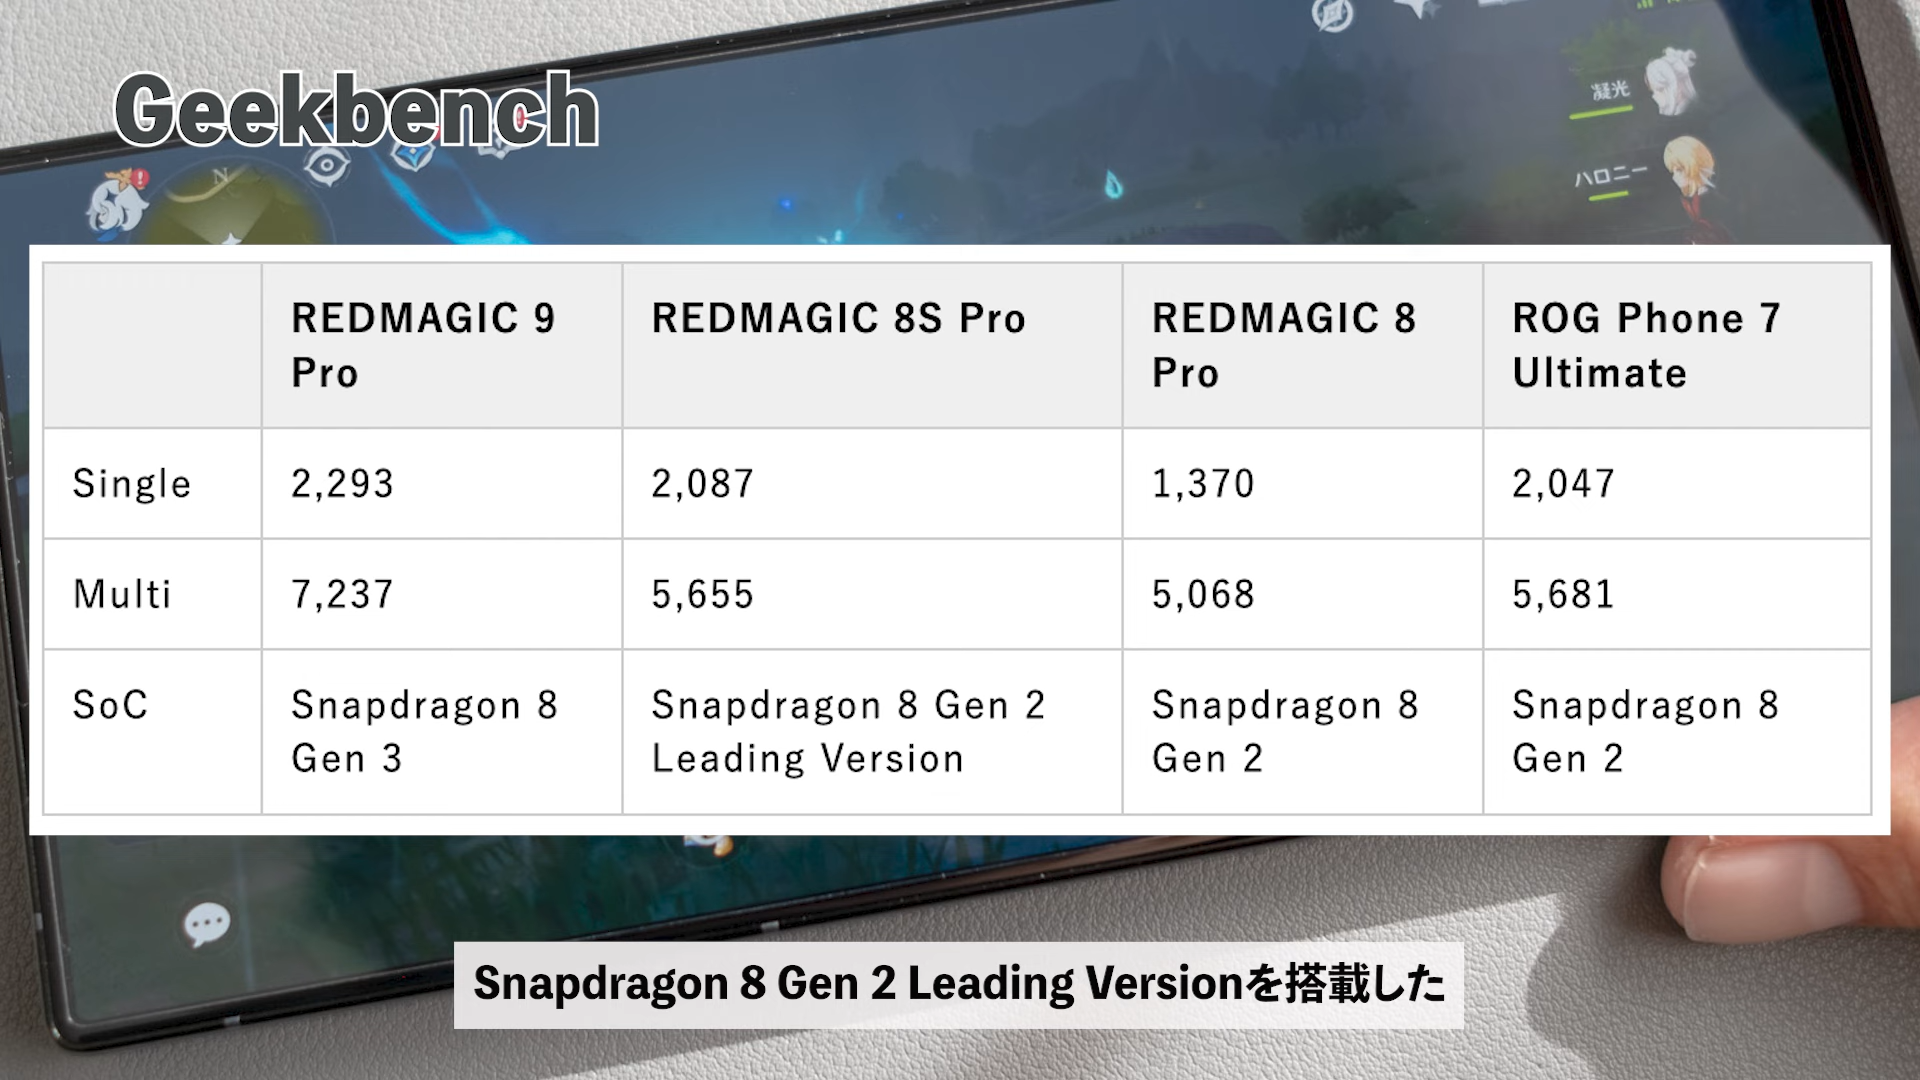 Geekbench
N
凝光
ハロニー
REDMAGIC 9
Pro
REDMAGIC 8S Pro
REDMAGIC 8
Pro
ROG Phone 7
Ultimate
Single
2,293
2,087
1,370
2,047
Multi
7,237
5,655
5,068
5,681
SoC
Snapdragon 8
Gen 3
Snapdragon 8 Gen 2
Leading Version
Snapdragon 8
Gen 2
Snapdragon 8
Gen 2
Snapdragon 8 Gen 2 Leading Versionを搭載した